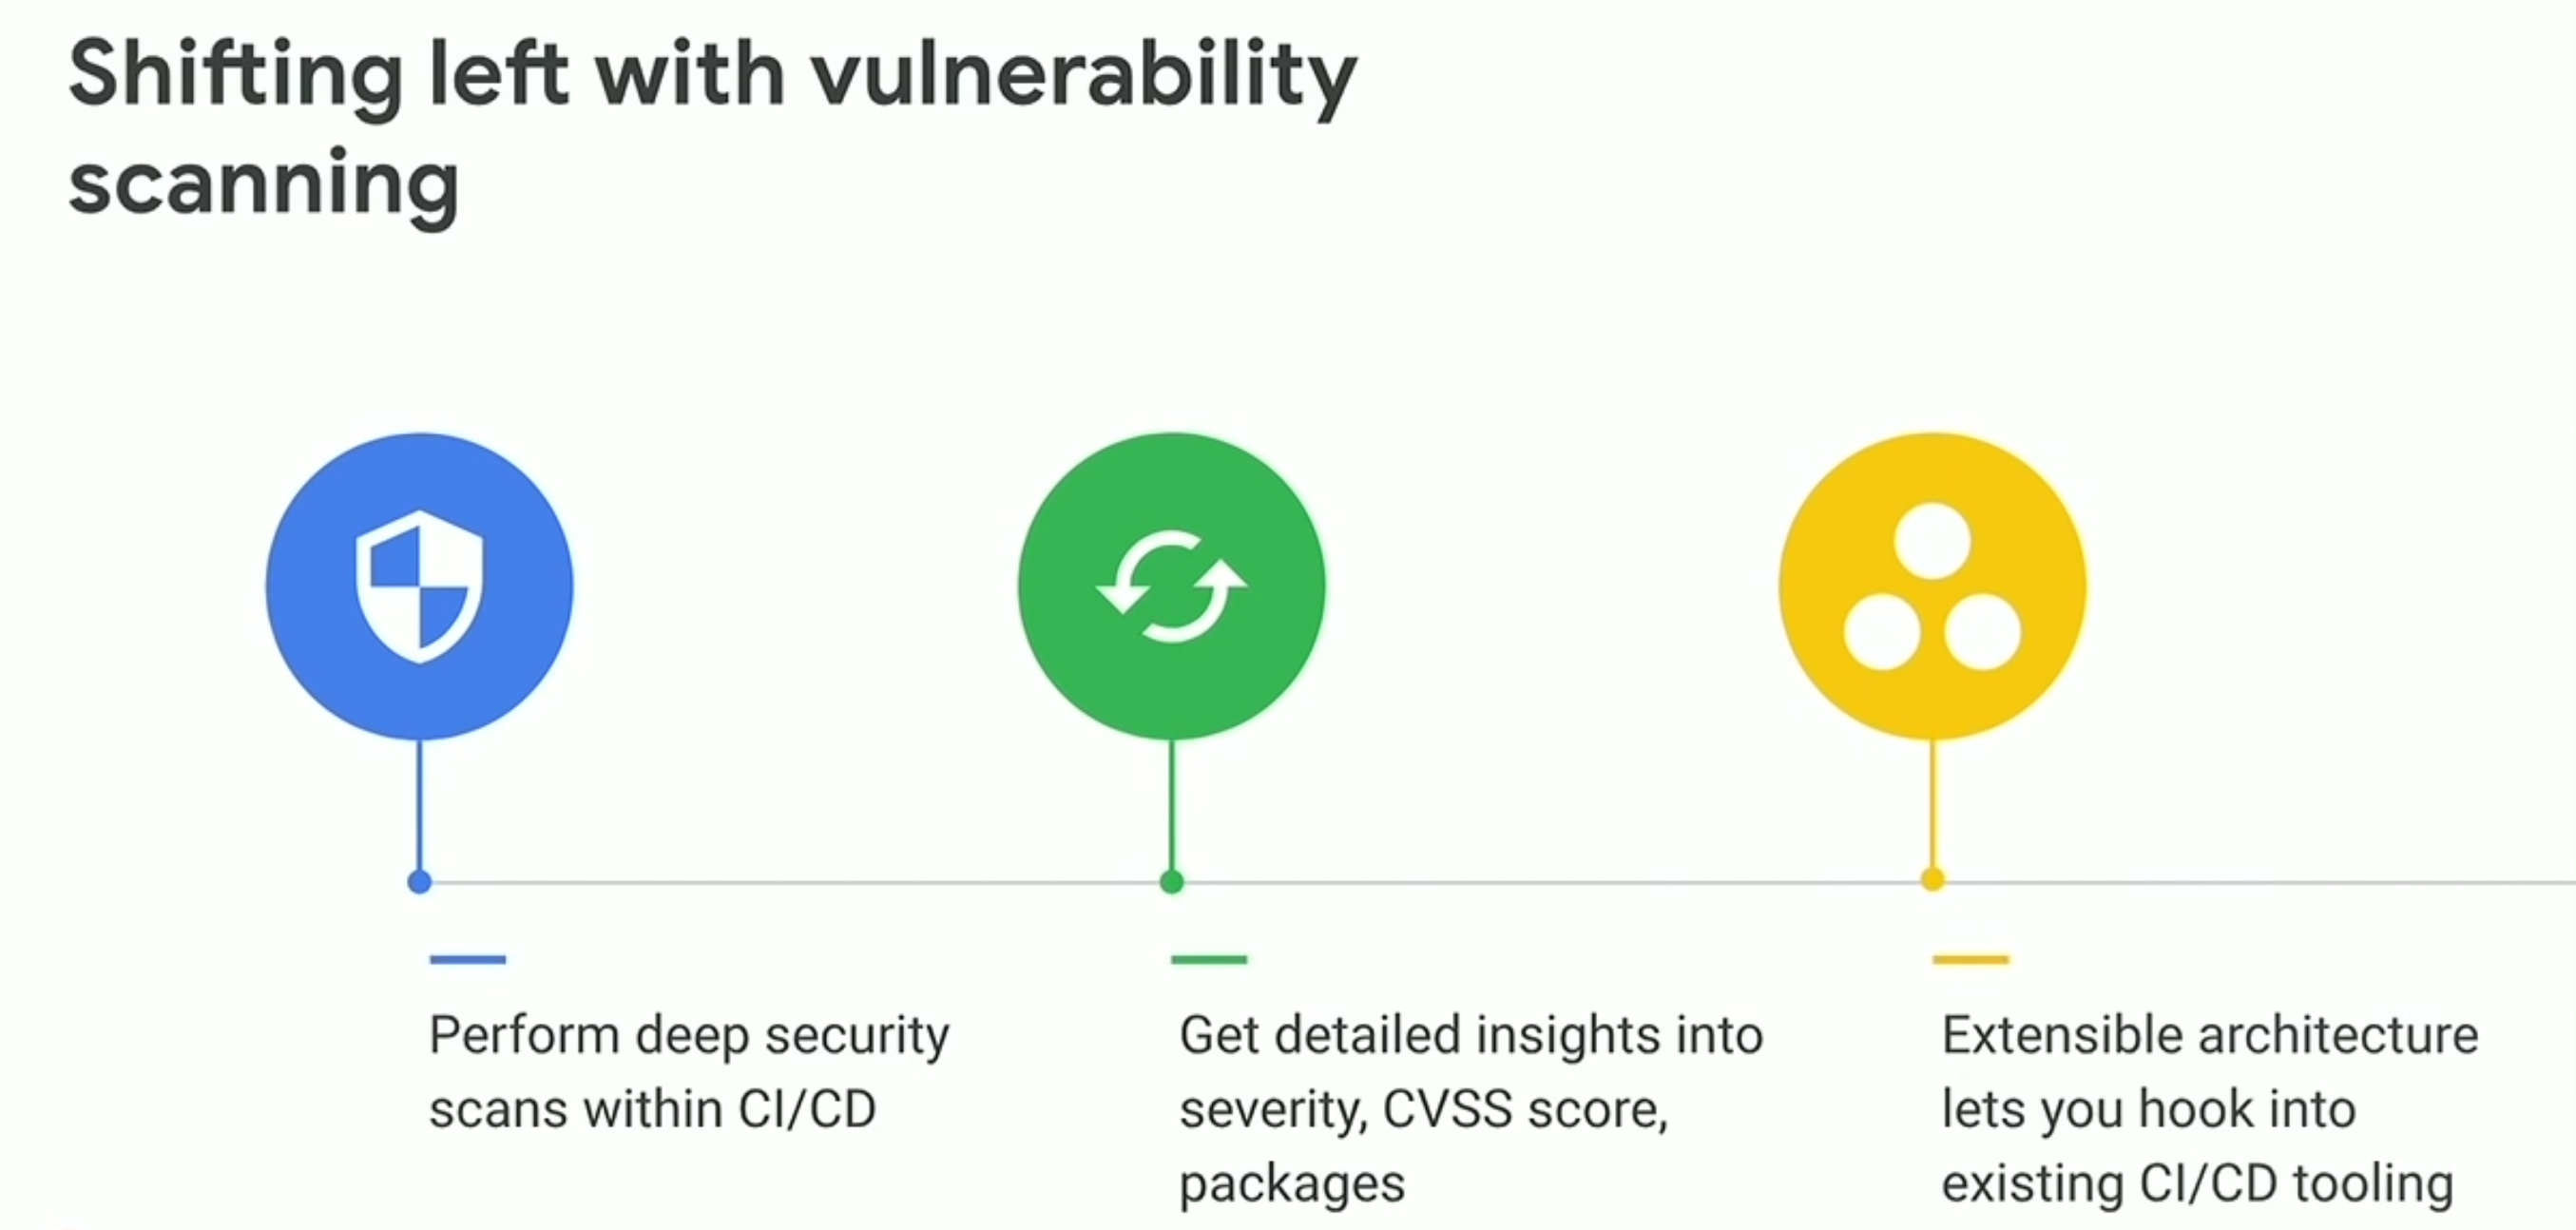 Shifting left with vulnerability
scanning
Perform deep security
scans within CI/CD
Get detailed insights into
severity, CVSS score,
packages
Extensible architecture
lets you hook into
existing CI/CD tooling